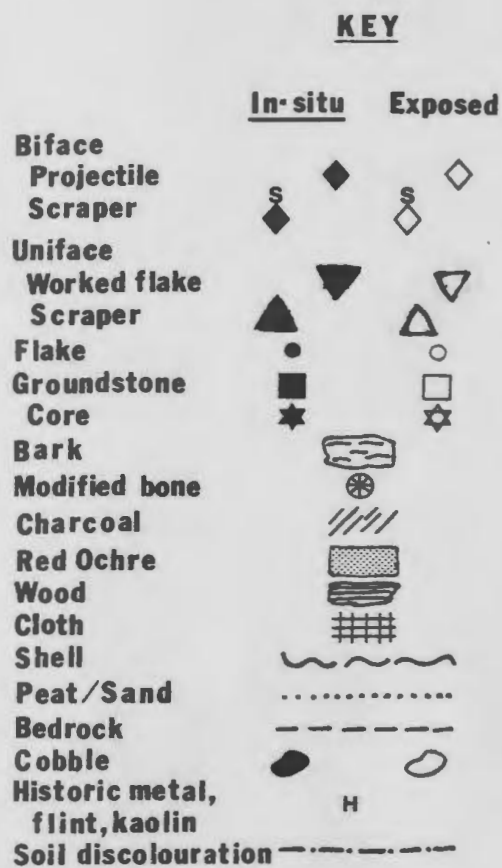 KEY
In-situ Exposed
Biface
Projectile
S S
Scraper
Uniface
Worked flake
Scraper
Flake
Groundstone
Core
Bark
Modified bone
Charcoal
Red Ochre
Wood
Cloth
Shell
Peat/Sand
Bedrock
Cobble
Historic metal,
H
flint, kaolin
Soil discolouration